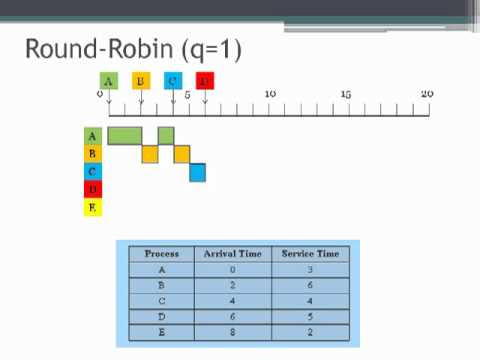 Round-Robin (q=1)
A B C D
0 5 10 15 20
A
B
C
D
E
Process Arrival Time Service Time
A 0 3
B 2 6
C 4 4
D 6 5
E 8 2